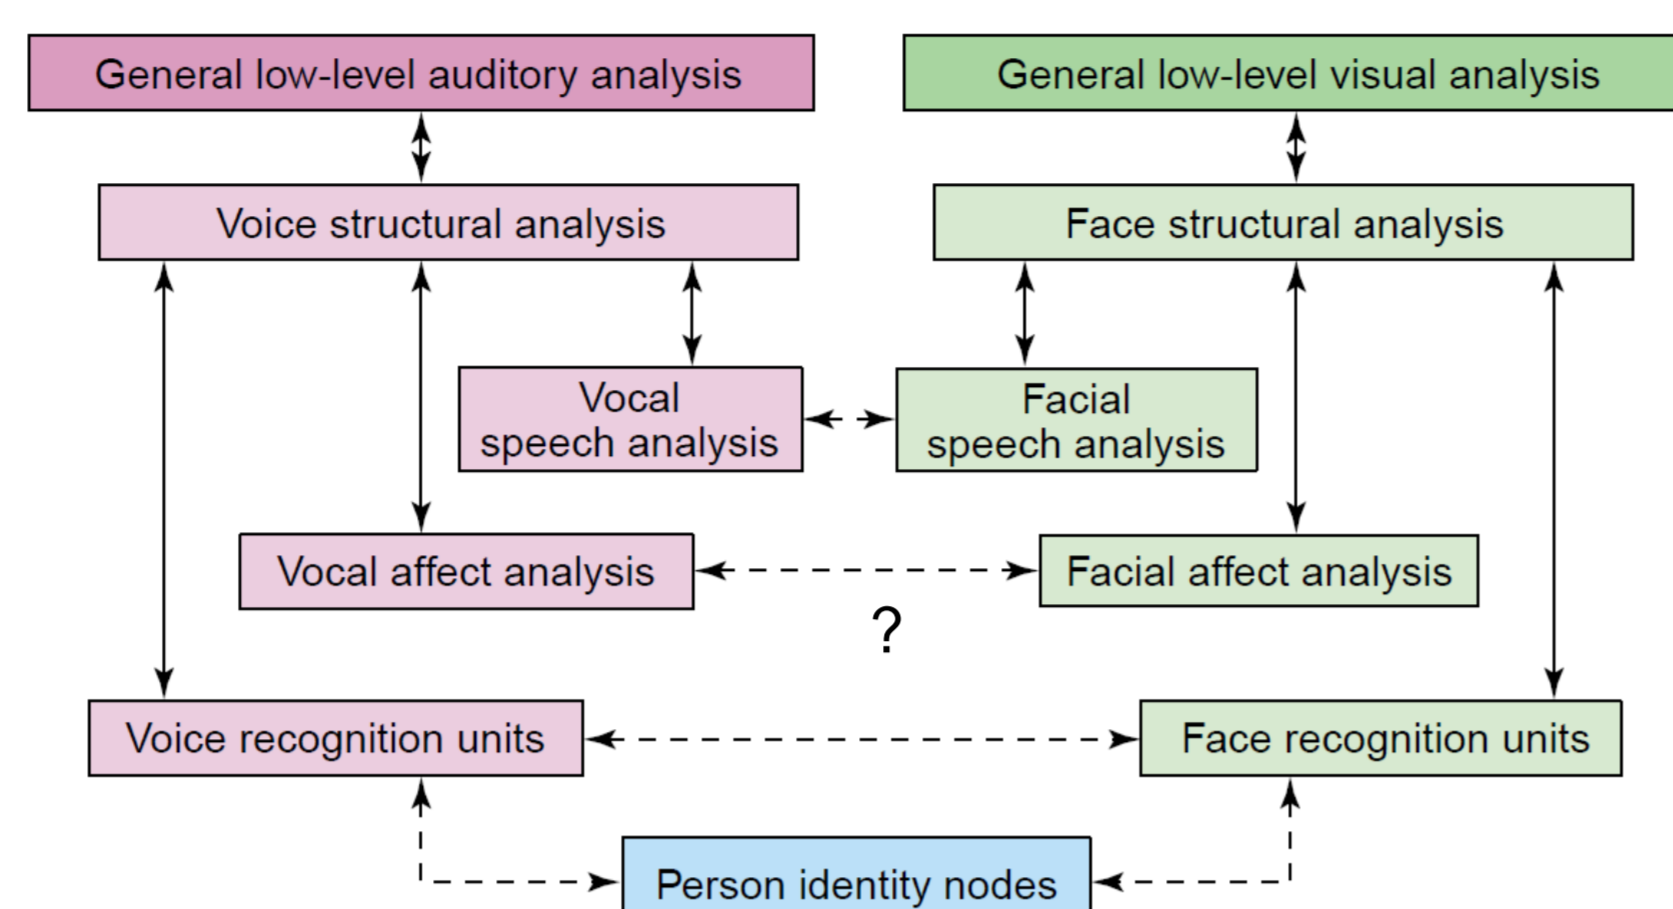 General low-level auditory analysis
General low-level visual analysis
Voice structural analysis
Face structural analysis
Vocal
speech analysis
Facial
speech analysis
Vocal affect analysis
Facial affect analysis
?
Voice recognition units
Face recognition units
Person identity nodes